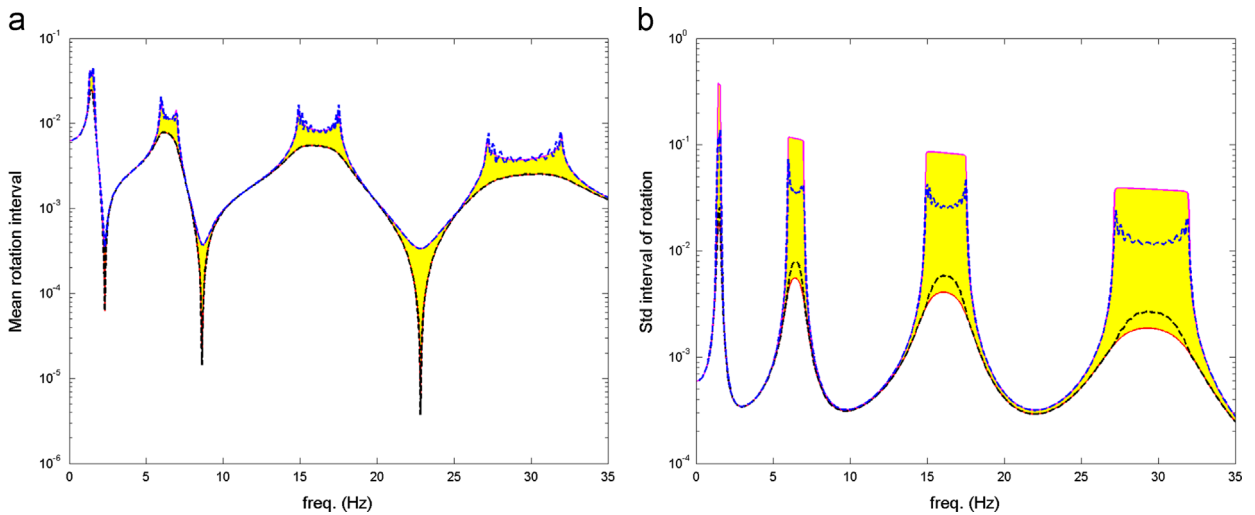 a
Mean rotation interval
10^-1
10^-2
10^-3
10^-4
10^-5
10^-6
0 5 10 15 20 25 30 35
freq. (Hz)
b
Std interval of rotation
10^0
10^-1
10^-2
10^-3
10^-4
0 5 10 15 20 25 30 35
freq. (Hz)